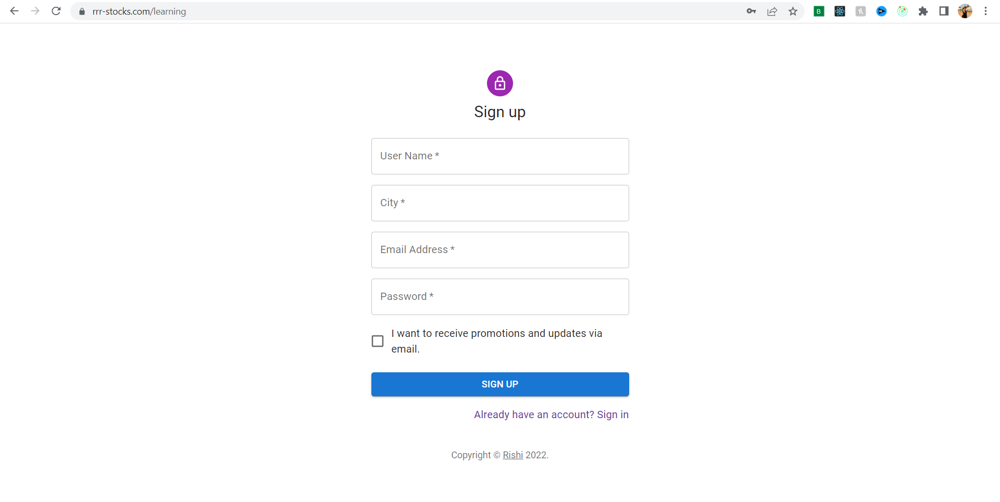 rrr-stocks.com/learning
B
Sign up
User Name *
City *
Email Address *
Password *
I want to receive promotions and updates via
email.
SIGN UP
Already have an account? Sign in
Copyright © Rishi 2022.